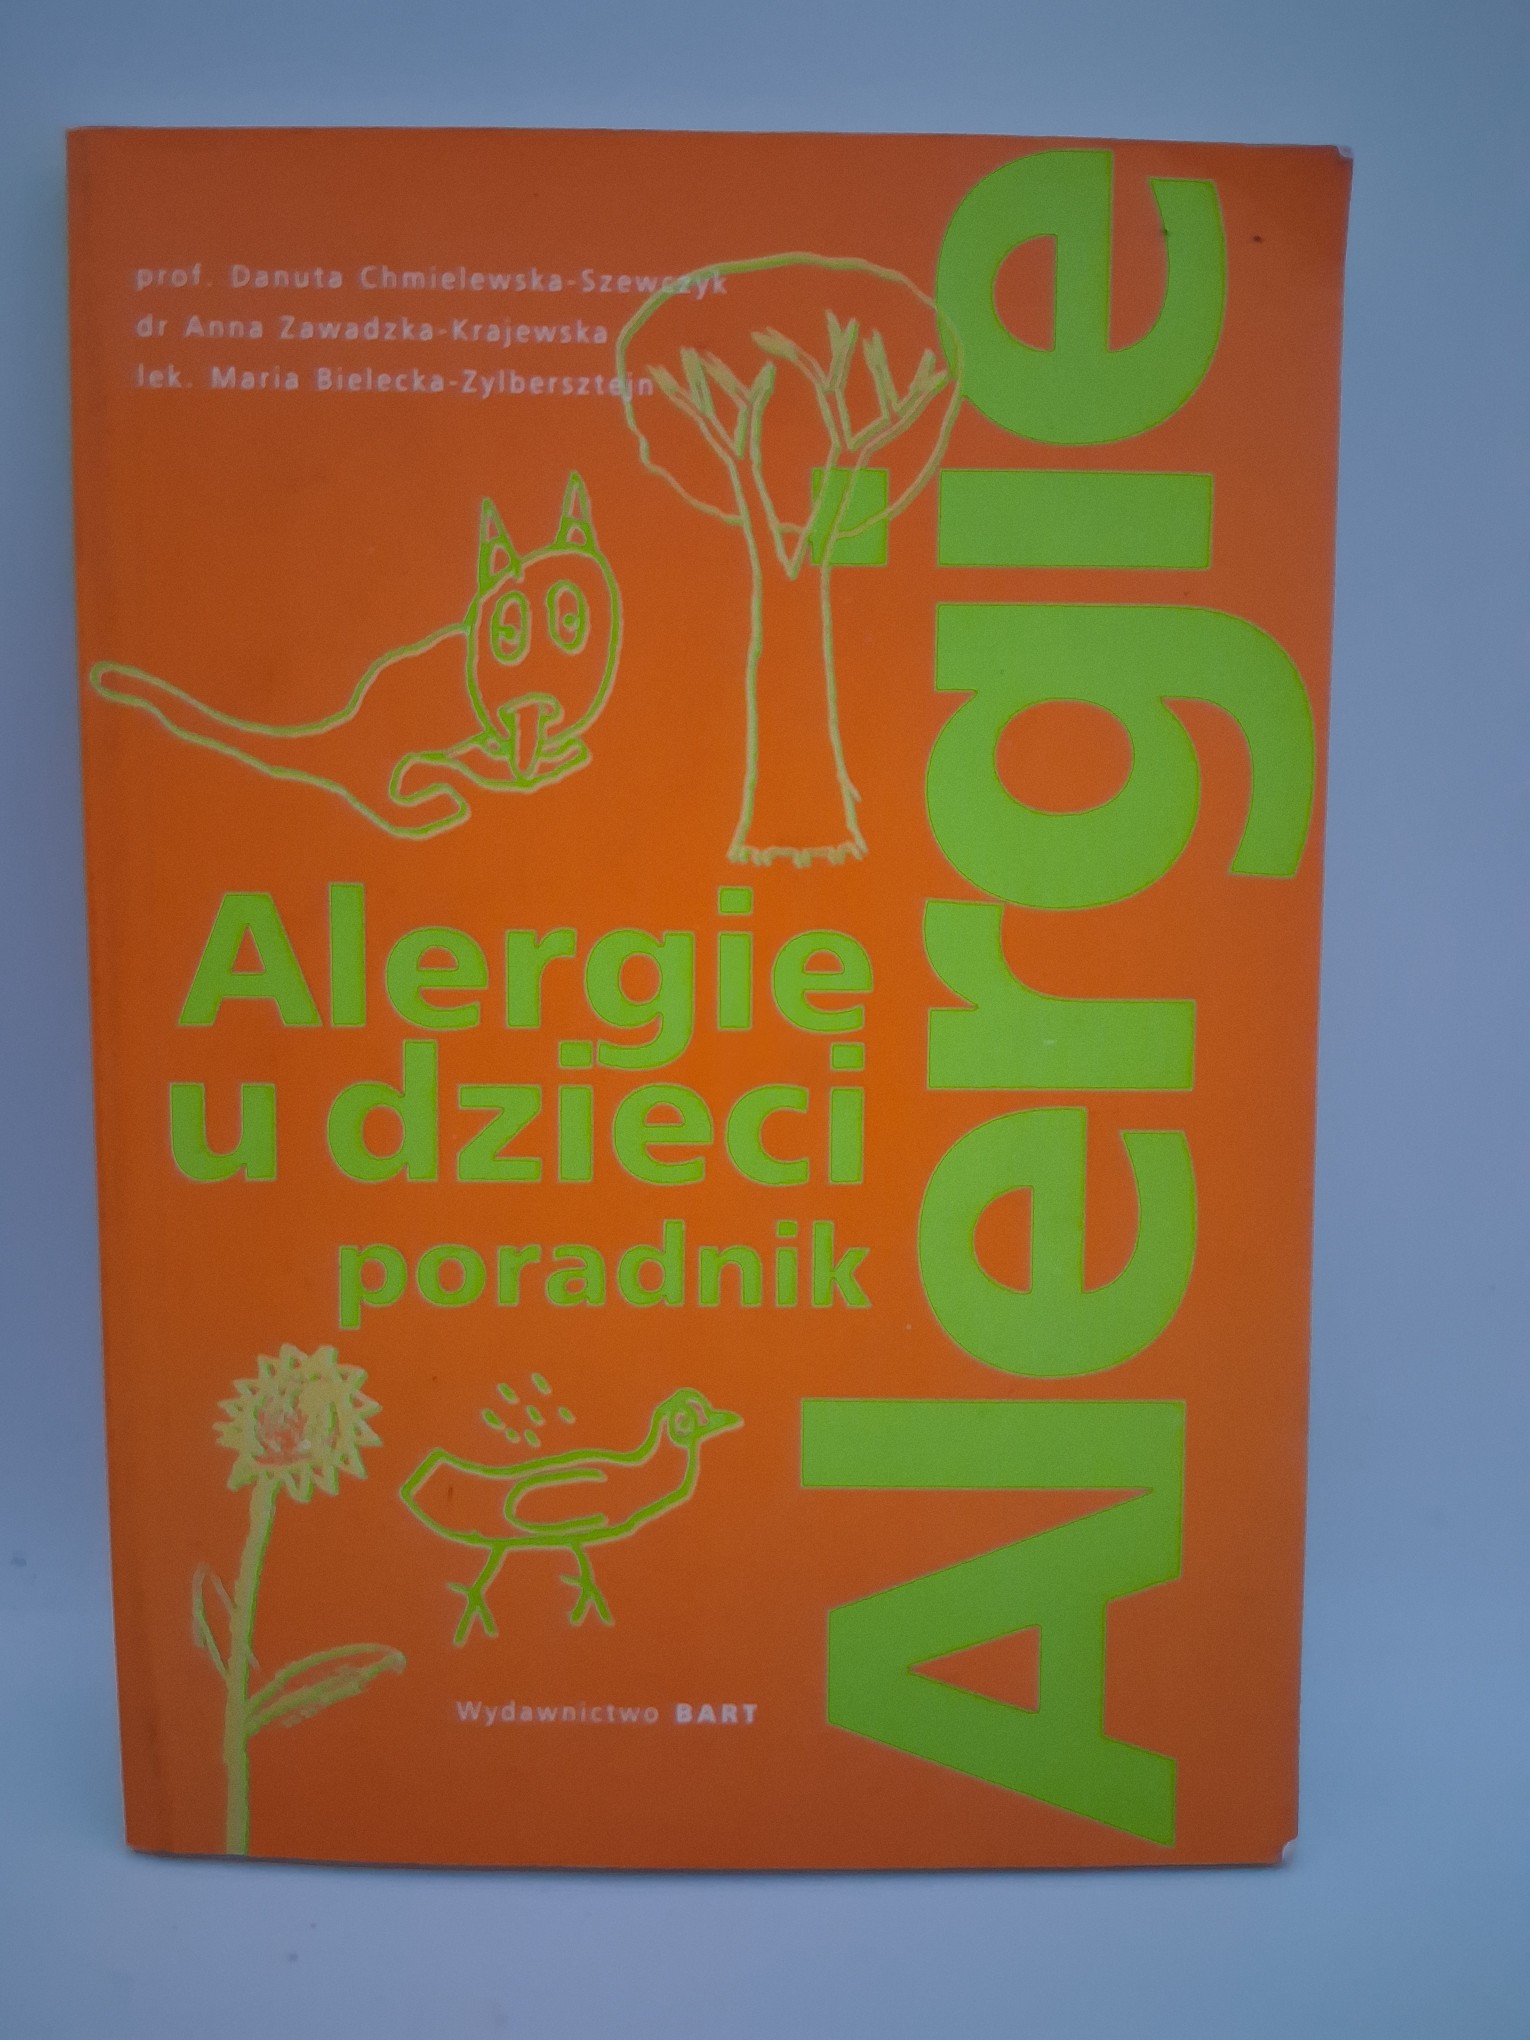 prof. Danuta Chmielewska-Szewczyk
dr Anna Zawadzka-Krajewska
lek. Maria Bielecka-Zylbersztejn
Alergie
u dzieci
poradnik
Wydawnictwo BART
Alergie